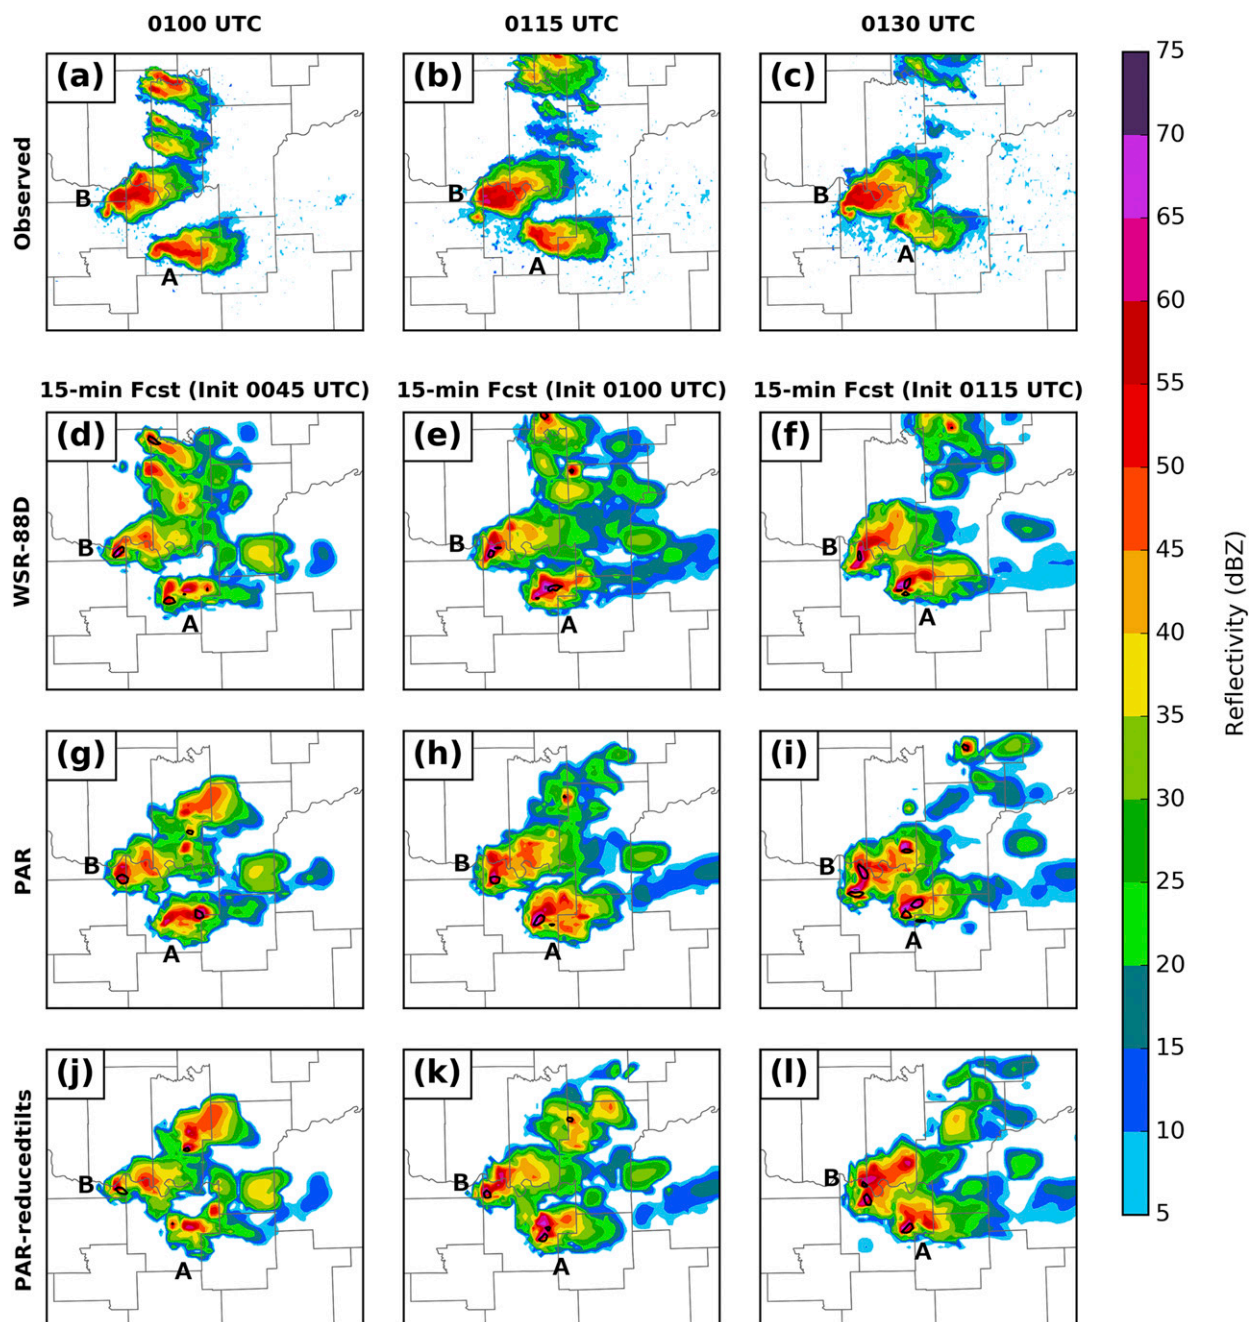 0100 UTC 0115 UTC 0130 UTC
Observed
(a) (b) (c)
B A B A B A
15-min Fcst (Init 0045 UTC) 15-min Fcst (Init 0100 UTC) 15-min Fcst (Init 0115 UTC)
WSR-88D
(d) (e) (f)
B A B A B A
PAR
(g) (h) (i)
B A B A B A
PAR-reducedtilts
(j) (k) (l)
B A B A B A
75
70
65
60
55
50
45
40
35
30
25
20
15
10
5
Reflectivity (dBZ)